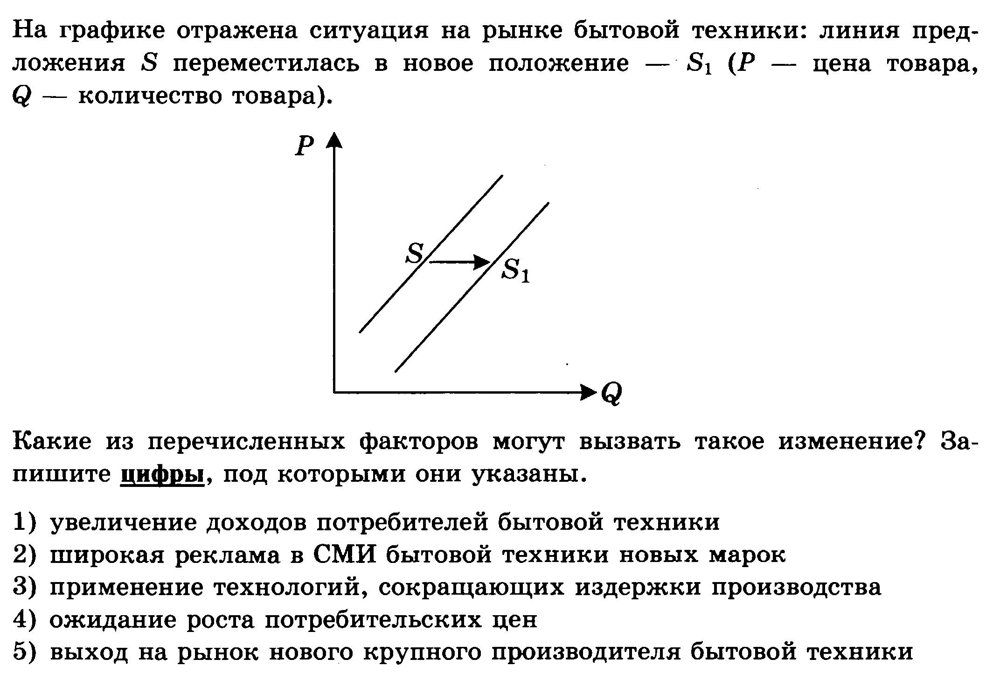 На графике отражена ситуация на рынке бытовой техники: линия пред-
ложения S переместилась в новое положение — S₁ (P — цена товара,
Q — количество товара).
P
S
S₁
Q
Какие из перечисленных факторов могут вызвать такое изменение? За-
пишите цифры, под которыми они указаны.
1) увеличение доходов потребителей бытовой техники
2) широкая реклама в СМИ бытовой техники новых марок
3) применение технологий, сокращающих издержки производства
4) ожидание роста потребительских цен
5) выход на рынок нового крупного производителя бытовой техники